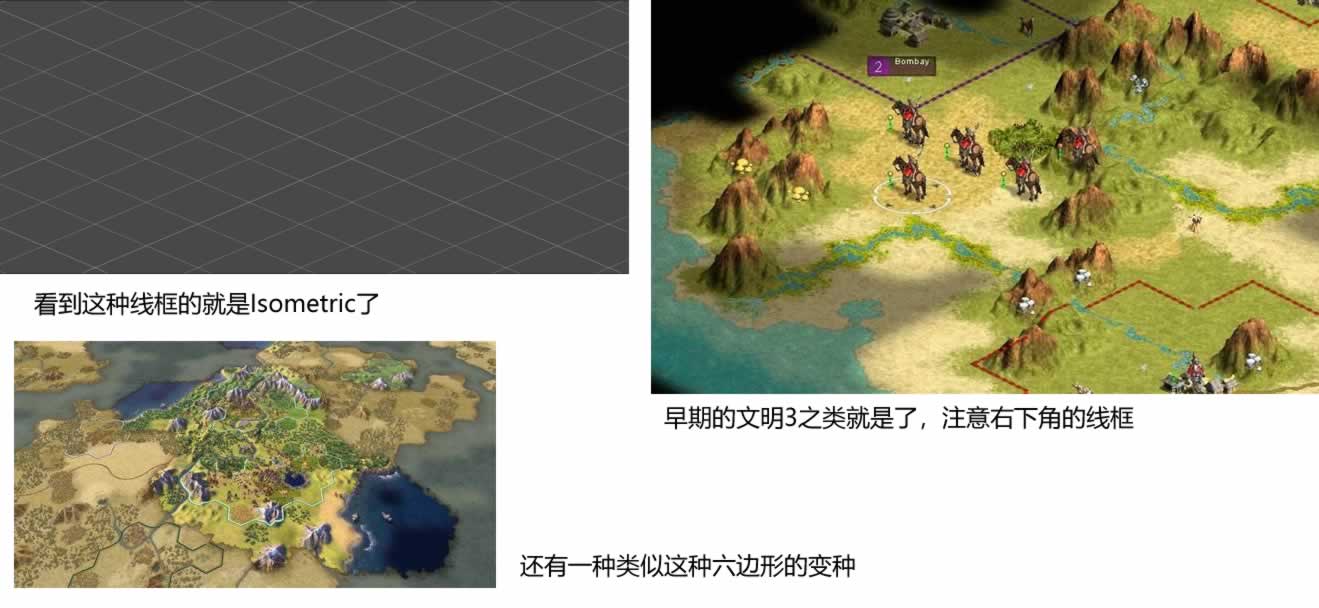 2 Bombay
看到这种线框的就是Isometric了
早期的文明3之类就是了，注意右下角的线框
还有一种类似这种六边形的变种